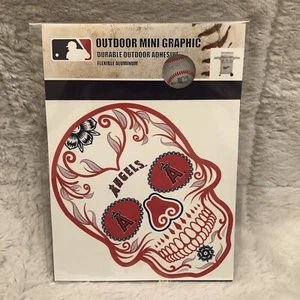 OUTDOOR MINI GRAPHIC
DURABLE OUTDOOR ADHESIVE
FLEXIBLE ALUMINUM
ANGELS
A
A